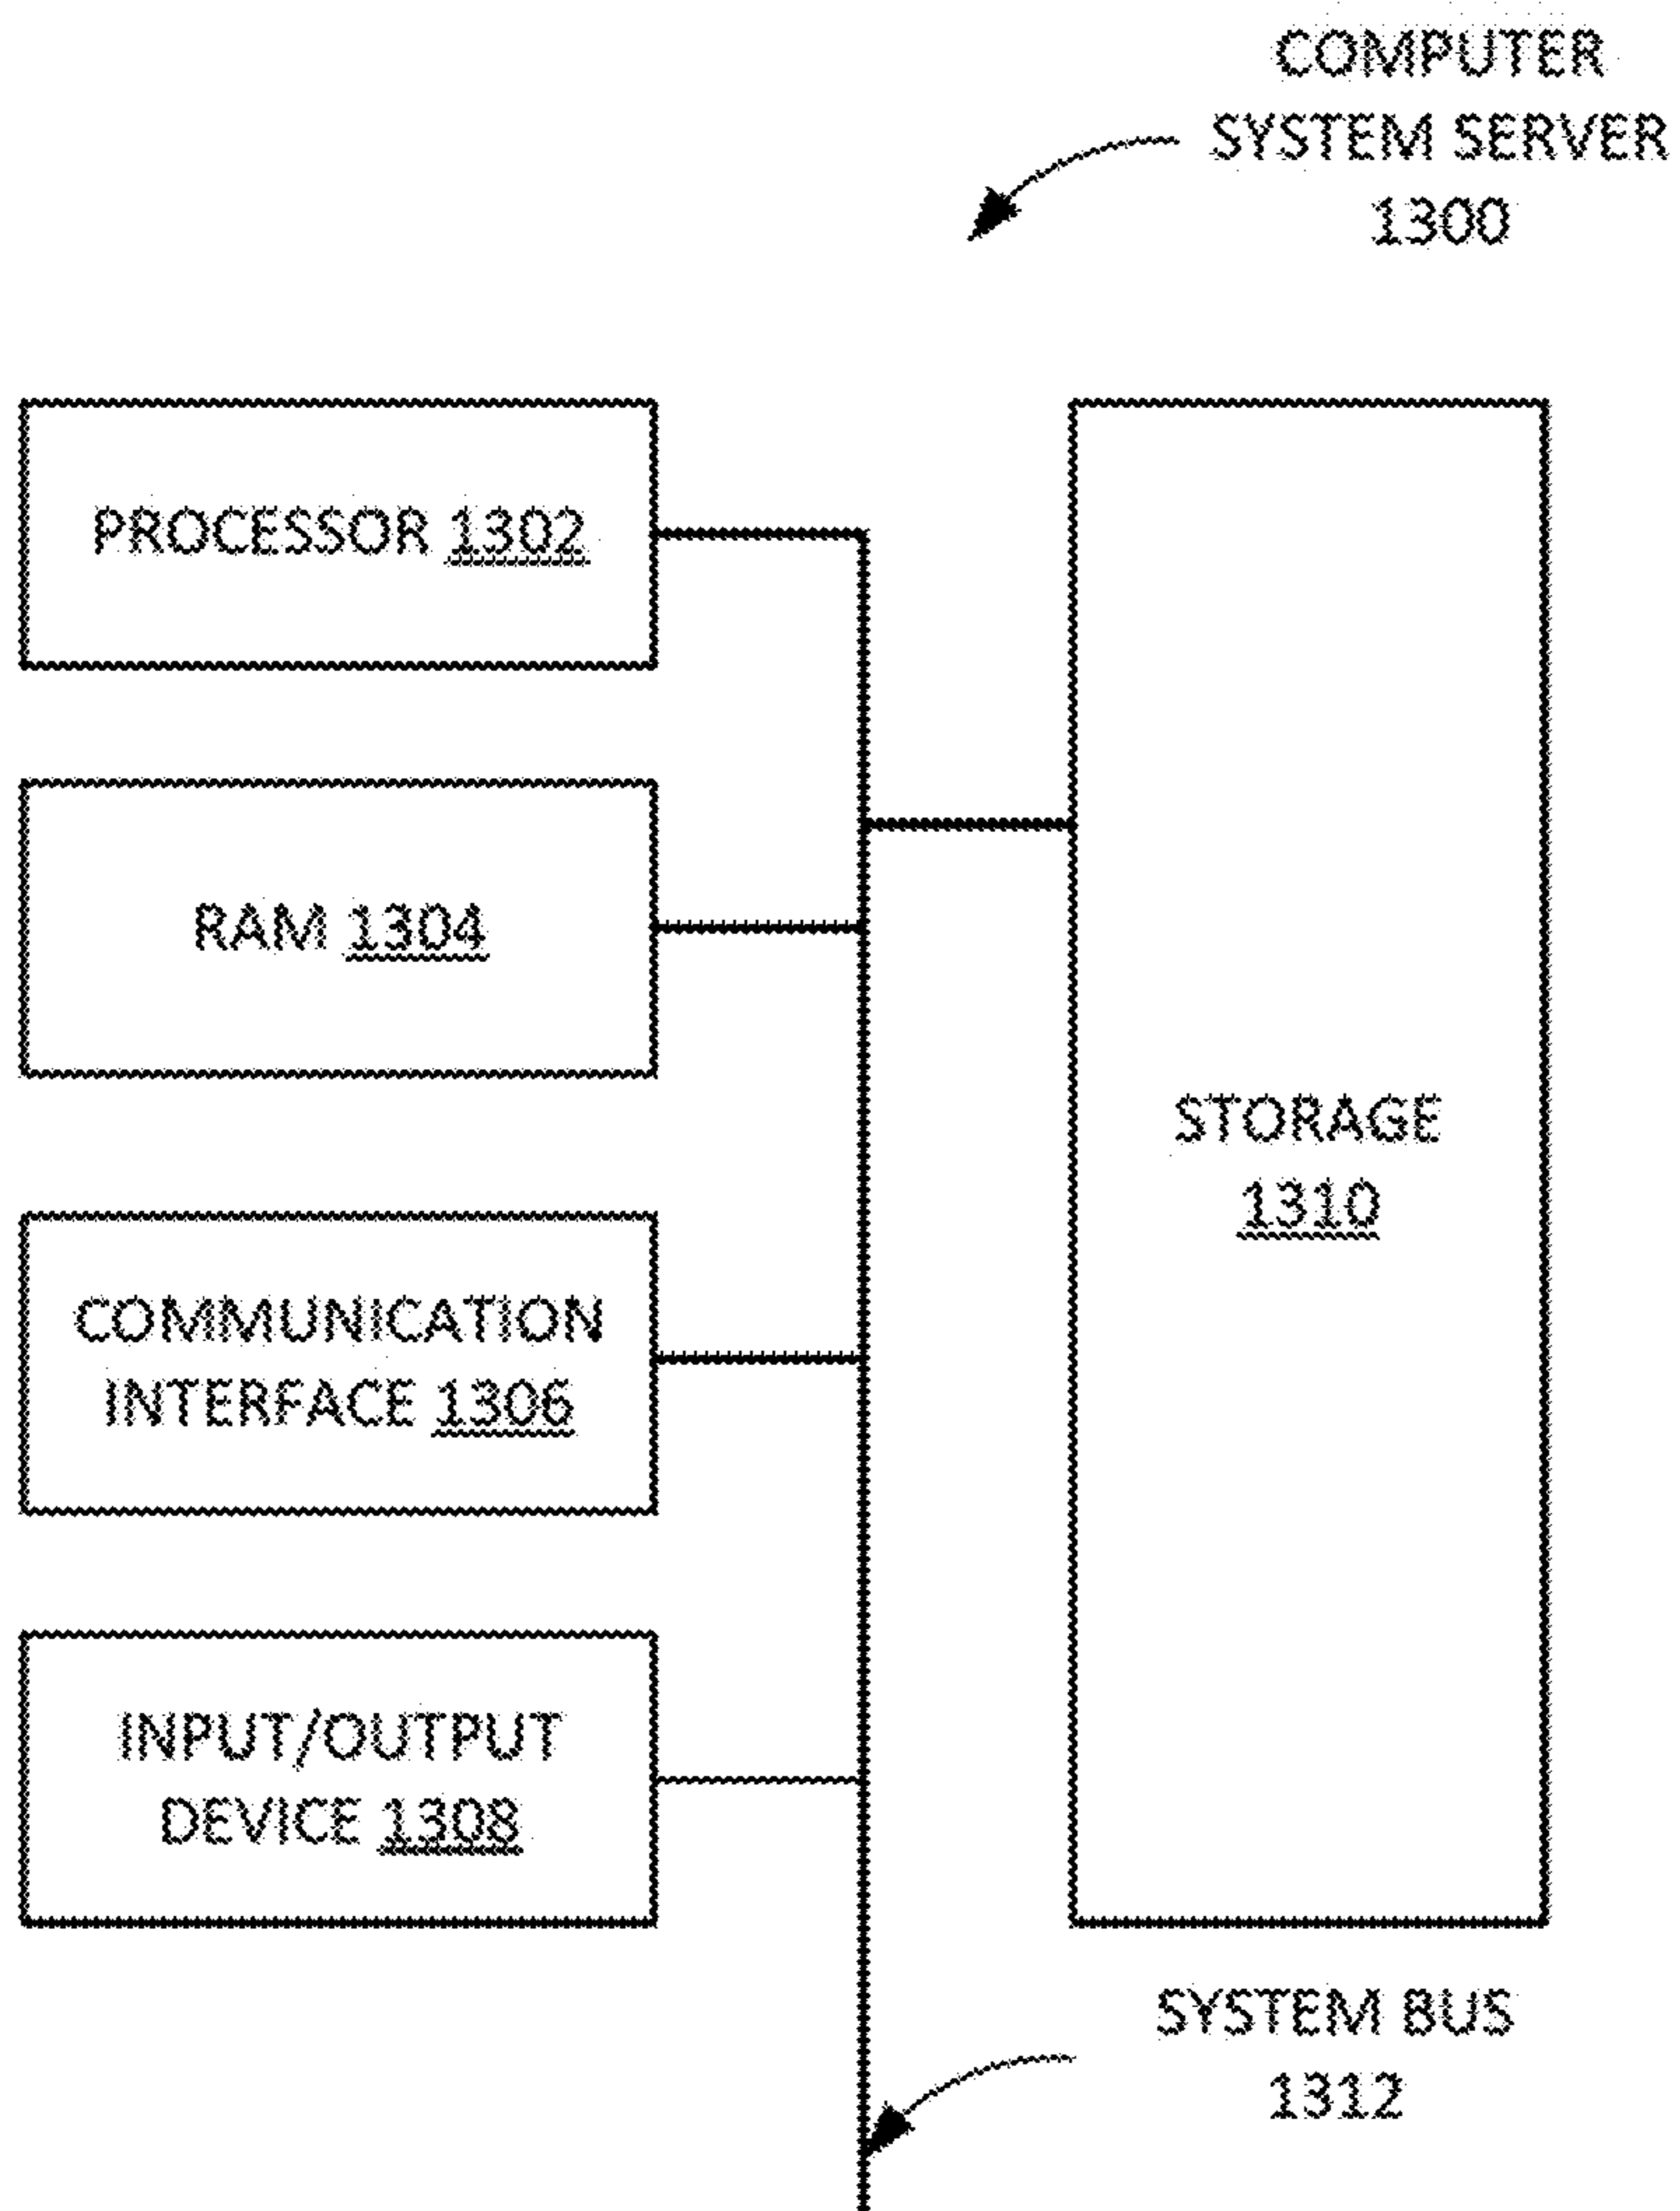 COMPUTER
SYSTEM SERVER
1300
PROCESSOR 1302
RAM 1304
COMMUNICATION
INTERFACE 1306
INPUT/OUTPUT
DEVICE 1308
STORAGE
1310
SYSTEM BUS
1312